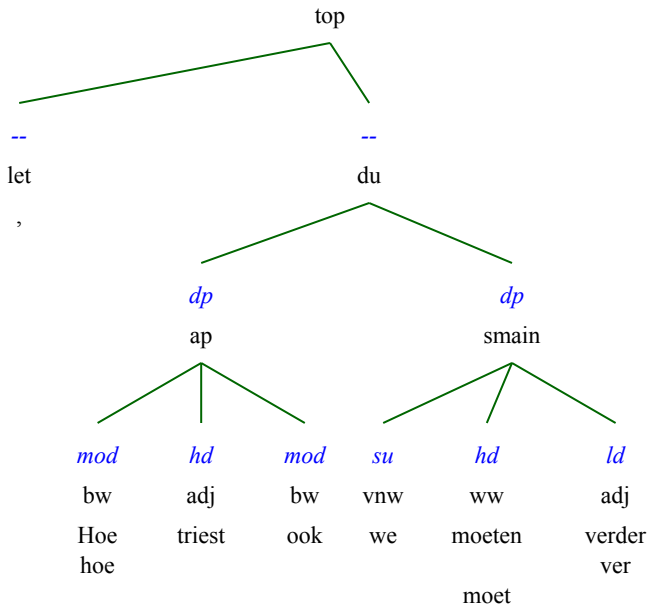 top
-- --
let du
,
dp dp
ap smain
mod hd mod su hd ld
bw adj bw vnw ww adj
Hoe triest ook we moeten verder
hoe ver
moet